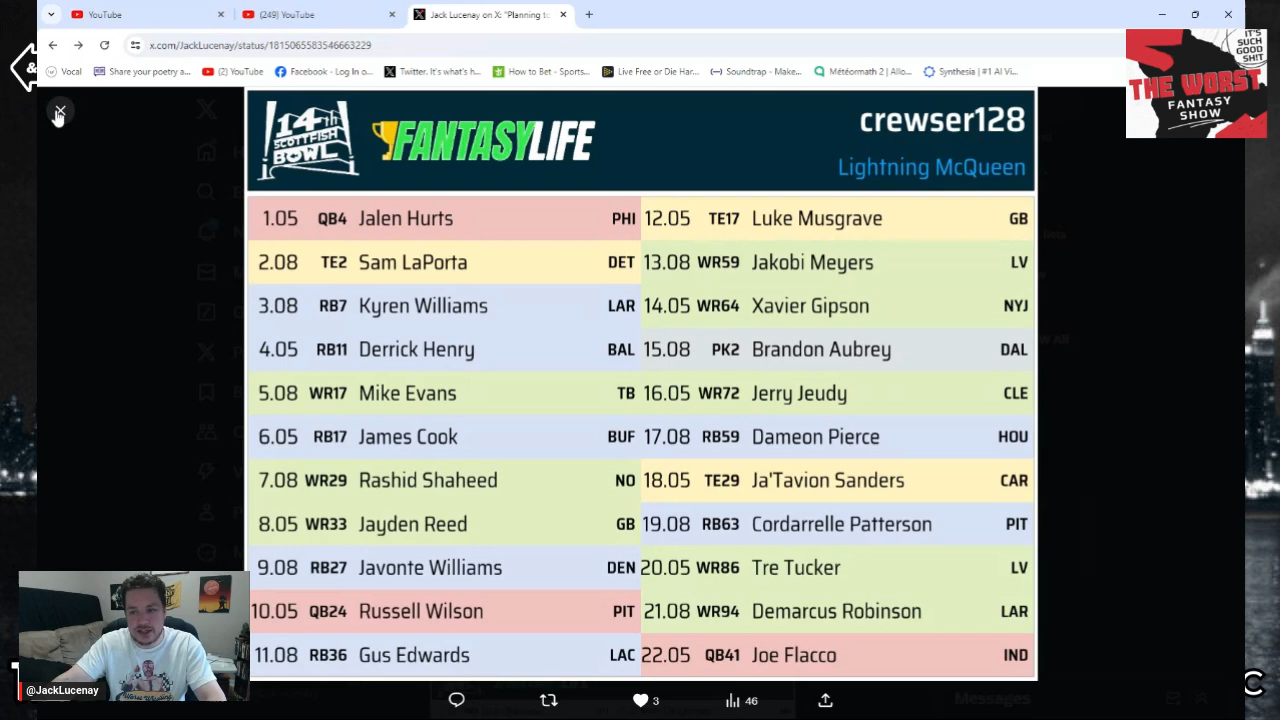 YouTube
(249) YouTube
Jack Lucenay on X: "Planning to
x.com/JackLucenay/status/1815065583546663229
Vocal
Share your poetry a...
(2) YouTube
Facebook - Log In o...
Twitter. It's what's h...
How to Bet - Sports...
Live Free or Die Har...
Soundtrap - Make...
Météormath 2 | Allo...
Synthesia | #1 AI Vi...
IT'S
SUCH
GOOD
SH!T
THE WORST
FANTASY
SHOW
14TH
SCOTTFISH
BOWL
FANTASYLIFE
crewser128
Lightning McQueen
1.05 QB4 Jalen Hurts PHI
2.08 TE2 Sam LaPorta DET
3.08 RB7 Kyren Williams LAR
4.05 RB11 Derrick Henry BAL
5.08 WR17 Mike Evans TB
6.05 RB17 James Cook BUF
7.08 WR29 Rashid Shaheed NO
8.05 WR33 Jayden Reed GB
9.08 RB27 Javonte Williams DEN
10.05 QB24 Russell Wilson PIT
11.08 RB36 Gus Edwards LAC
12.05 TE17 Luke Musgrave GB
13.08 WR59 Jakobi Meyers LV
14.05 WR64 Xavier Gipson NYJ
15.08 PK2 Brandon Aubrey DAL
16.05 WR72 Jerry Jeudy CLE
17.08 RB59 Dameon Pierce HOU
18.05 TE29 Ja'Tavion Sanders CAR
19.08 RB63 Cordarrelle Patterson PIT
20.05 WR86 Tre Tucker LV
21.08 WR94 Demarcus Robinson LAR
22.05 QB41 Joe Flacco IND
@JackLucenay
3
46
Messages